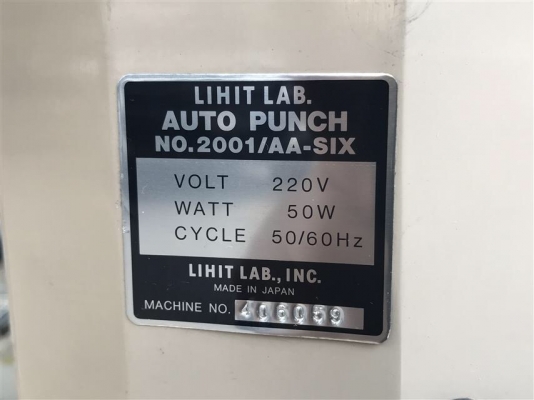 LIHIT LAB.
AUTO PUNCH
NO.2001/AA-SIX
VOLT 220V
WATT 50W
CYCLE 50/60Hz
LIHIT LAB., INC.
MADE IN JAPAN
MACHINE NO. 406059